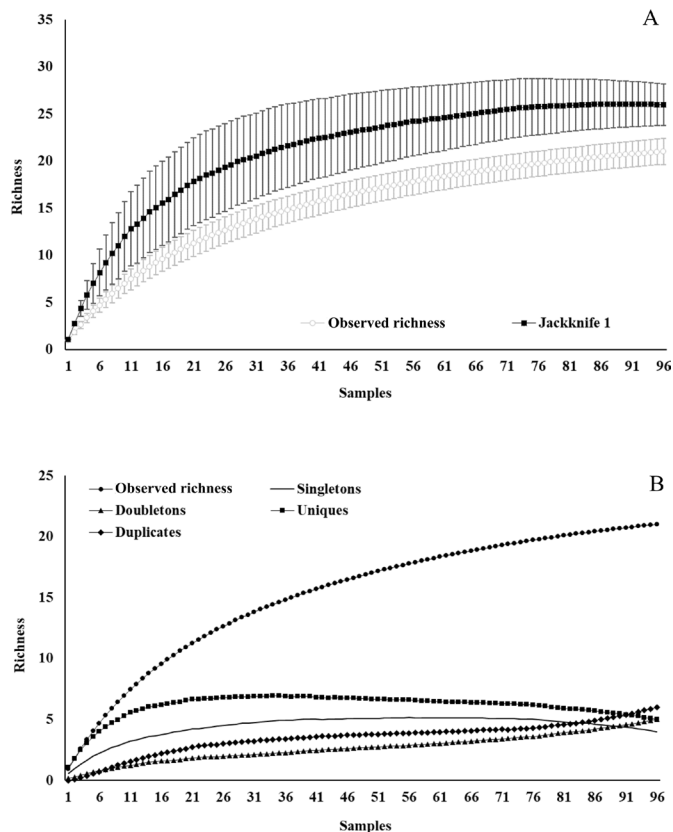 A
35
30
25
20
15
10
5
0
Richness
Observed richness Jackknife 1
1 6 11 16 21 26 31 36 41 46 51 56 61 66 71 76 81 86 91 96
Samples
B
25
20
15
10
5
0
Richness
Observed richness Singletons
Doubletons Uniques
Duplicates
1 6 11 16 21 26 31 36 41 46 51 56 61 66 71 76 81 86 91 96
Samples